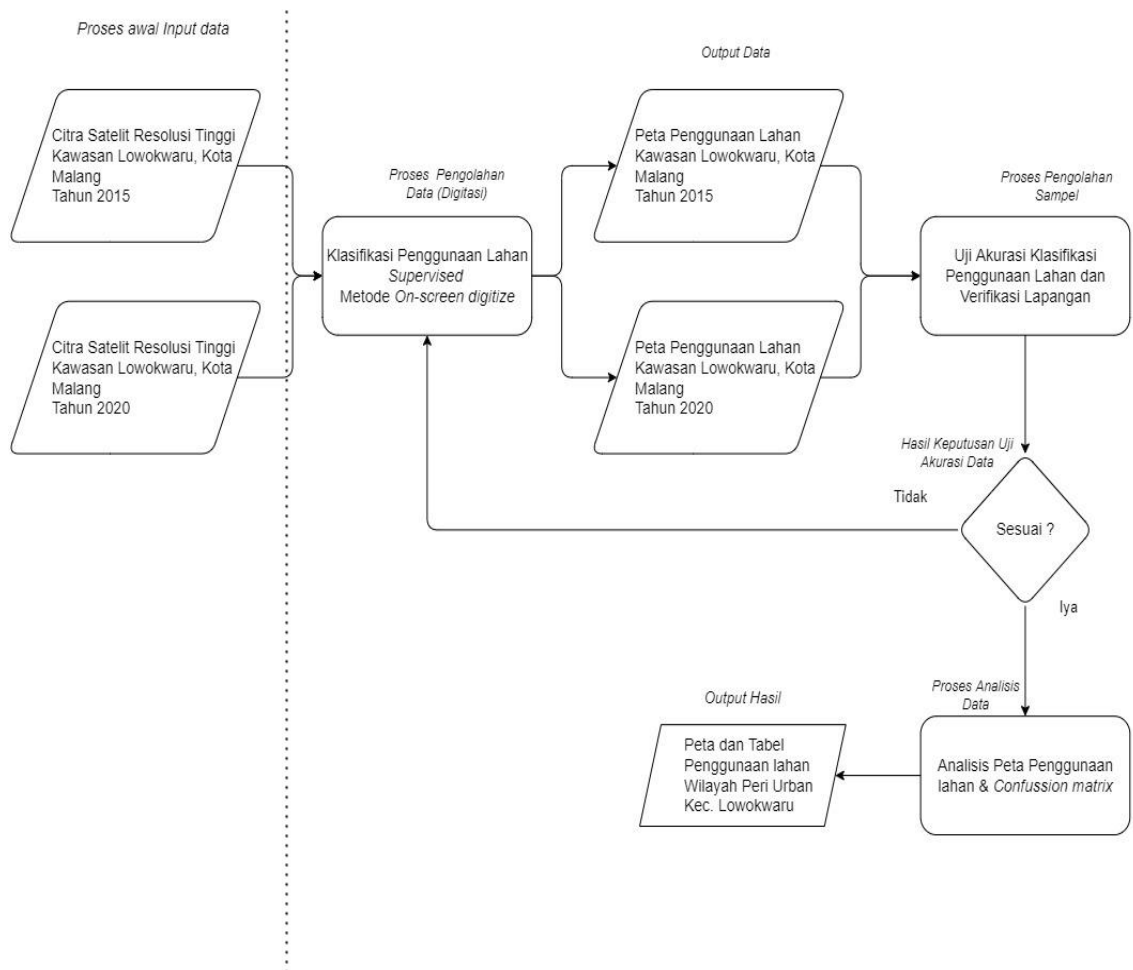 Proses awal Input data
Citra Satelit Resolusi Tinggi
Kawasan Lowokwaru, Kota
Malang
Tahun 2015
Citra Satelit Resolusi Tinggi
Kawasan Lowokwaru, Kota
Malang
Tahun 2020
Proses Pengolahan
Data (Digitasi)
Klasifikasi Penggunaan Lahan
Supervised
Metode On-screen digitize
Output Data
Peta Penggunaan Lahan
Kawasan Lowokwaru, Kota
Malang
Tahun 2015
Peta Penggunaan Lahan
Kawasan Lowokwaru, Kota
Malang
Tahun 2020
Proses Pengolahan
Sampel
Uji Akurasi Klasifikasi
Penggunaan Lahan dan
Verifikasi Lapangan
Hasil Keputusan Uji
Akurasi Data
Tidak
Sesuai ?
Iya
Proses Analisis
Data
Analisis Peta Penggunaan
lahan & Confussion matrix
Output Hasil
Peta dan Tabel
Penggunaan lahan
Wilayah Peri Urban
Kec. Lowokwaru